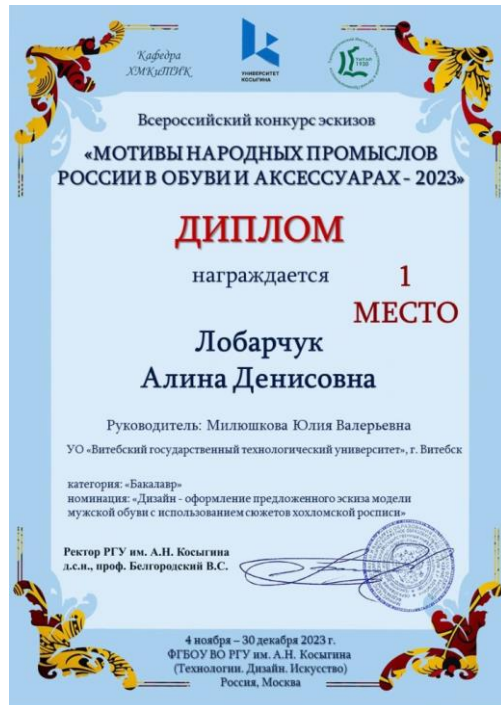 Кафедра
ХМКиТИК
УНИВЕРСИТЕТ
КОСЫГИНА
Всероссийский конкурс эскизов
«МОТИВЫ НАРОДНЫХ ПРОМЫСЛОВ
РОССИИ В ОБУВИ И АКСЕССУАРАХ - 2023»
ДИПЛОМ
награждается
1
МЕСТО
Лобарчук
Алина Денисовна
Руководитель: Милюшкова Юлия Валерьевна
УО «Витебский государственный технологический университет», г. Витебск
категория: «Бакалавр»
номинация: «Дизайн - оформление предложенного эскиза модели
мужской обуви с использованием сюжетов хохломской росписи»
Ректор РГУ им. А.Н. Косыгина
д.с.н., проф. Белгородский В.С.
4 ноября – 30 декабря 2023 г.
ФГБОУ ВО РГУ им. А.Н. Косыгина
(Технологии. Дизайн. Искусство)
Россия, Москва